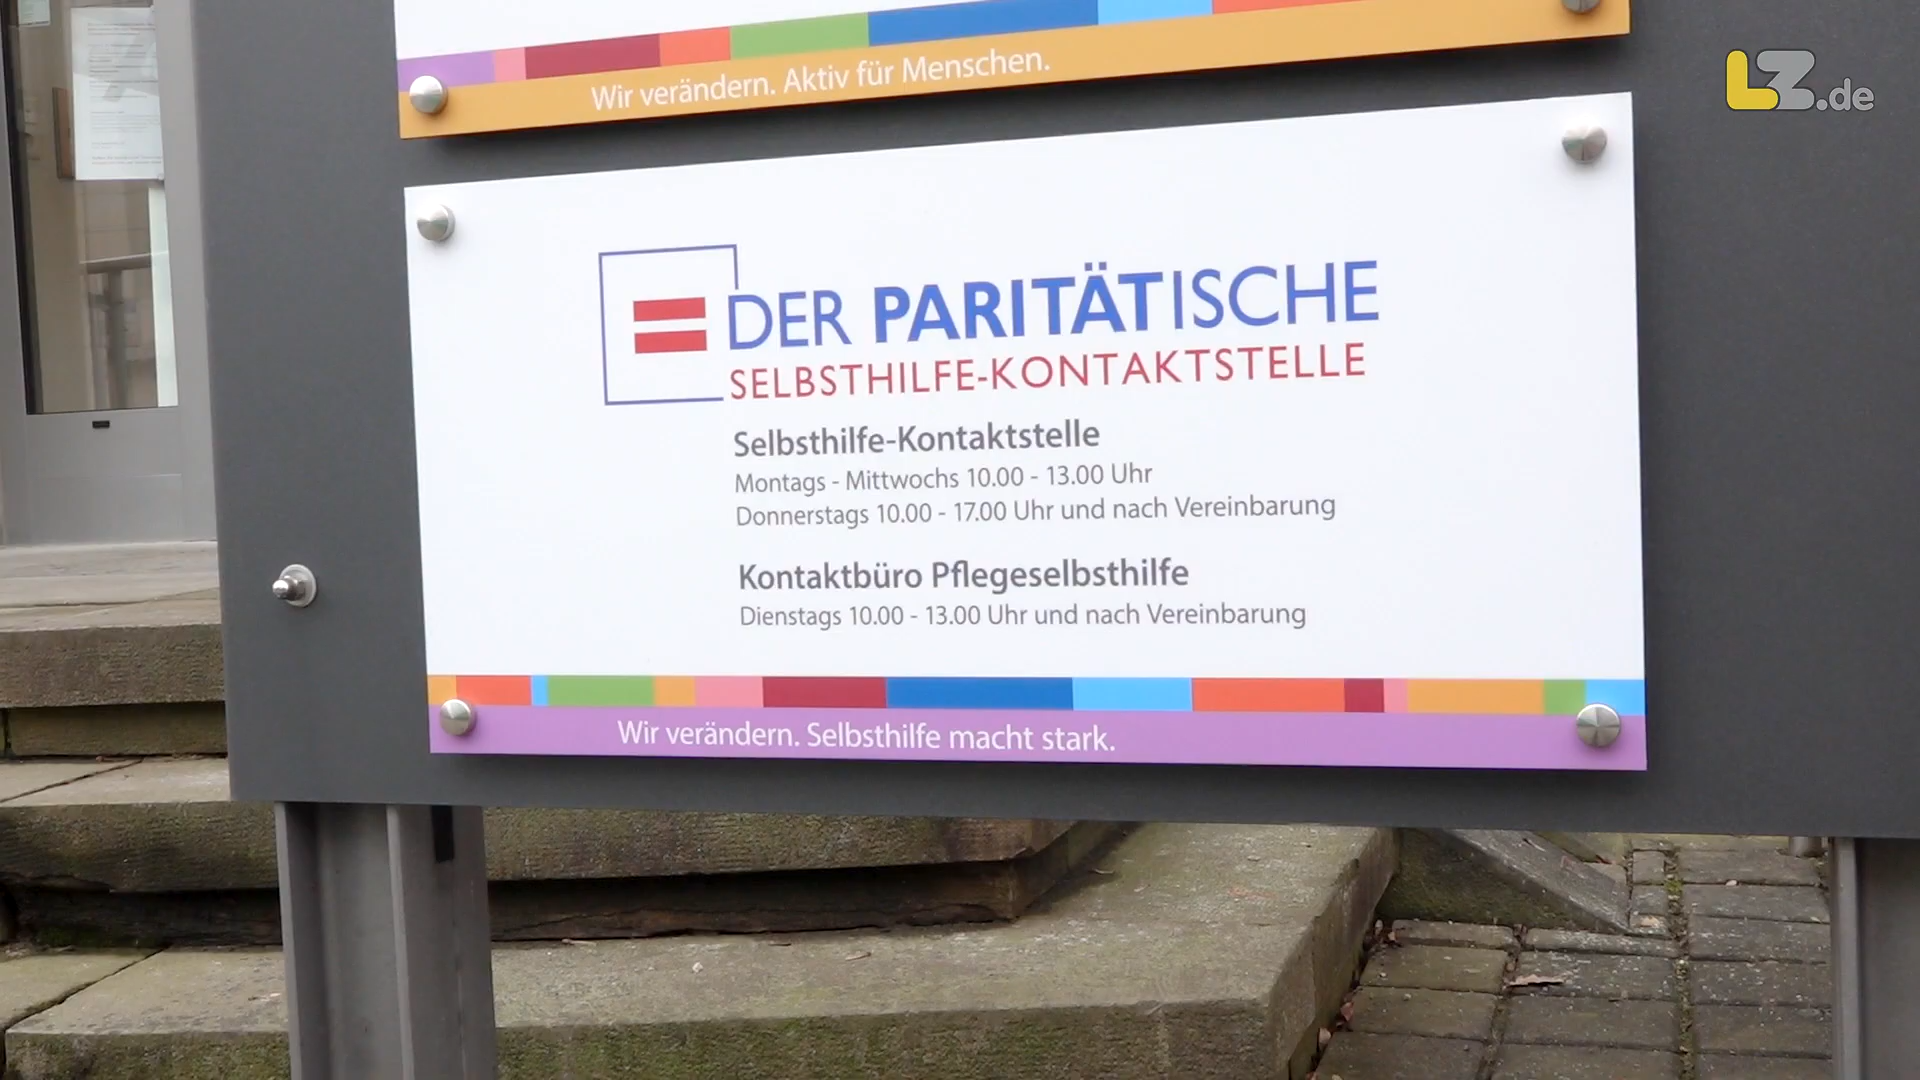 Wir verändern. Aktiv für Menschen.
LZ.de
DER PARITÄTISCHE
SELBSTHILFE-KONTAKTSTELLE
Selbsthilfe-Kontaktstelle
Montags - Mittwochs 10.00 - 13.00 Uhr
Donnerstags 10.00 - 17.00 Uhr und nach Vereinbarung
Kontaktbüro Pflegeselbsthilfe
Dienstags 10.00 - 13.00 Uhr und nach Vereinbarung
Wir verändern. Selbsthilfe macht stark.